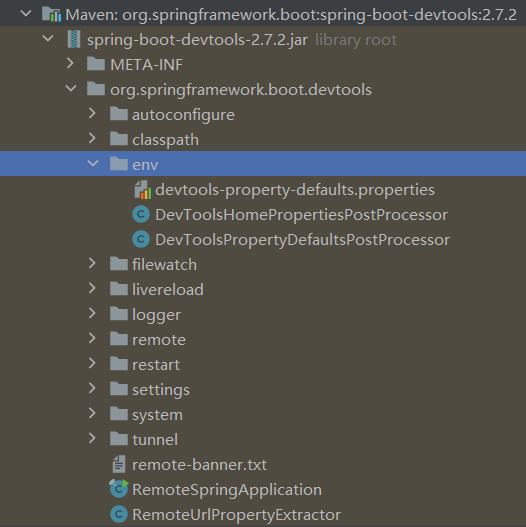 Maven: org.springframework.boot:spring-boot-devtools:2.7.2
spring-boot-devtools-2.7.2.jar library root
META-INF
org.springframework.boot.devtools
autoconfigure
classpath
env
devtools-property-defaults.properties
DevToolsHomePropertiesPostProcessor
DevToolsPropertyDefaultsPostProcessor
filewatch
livereload
logger
remote
restart
settings
system
tunnel
remote-banner.txt
RemoteSpringApplication
RemoteUrlPropertyExtractor